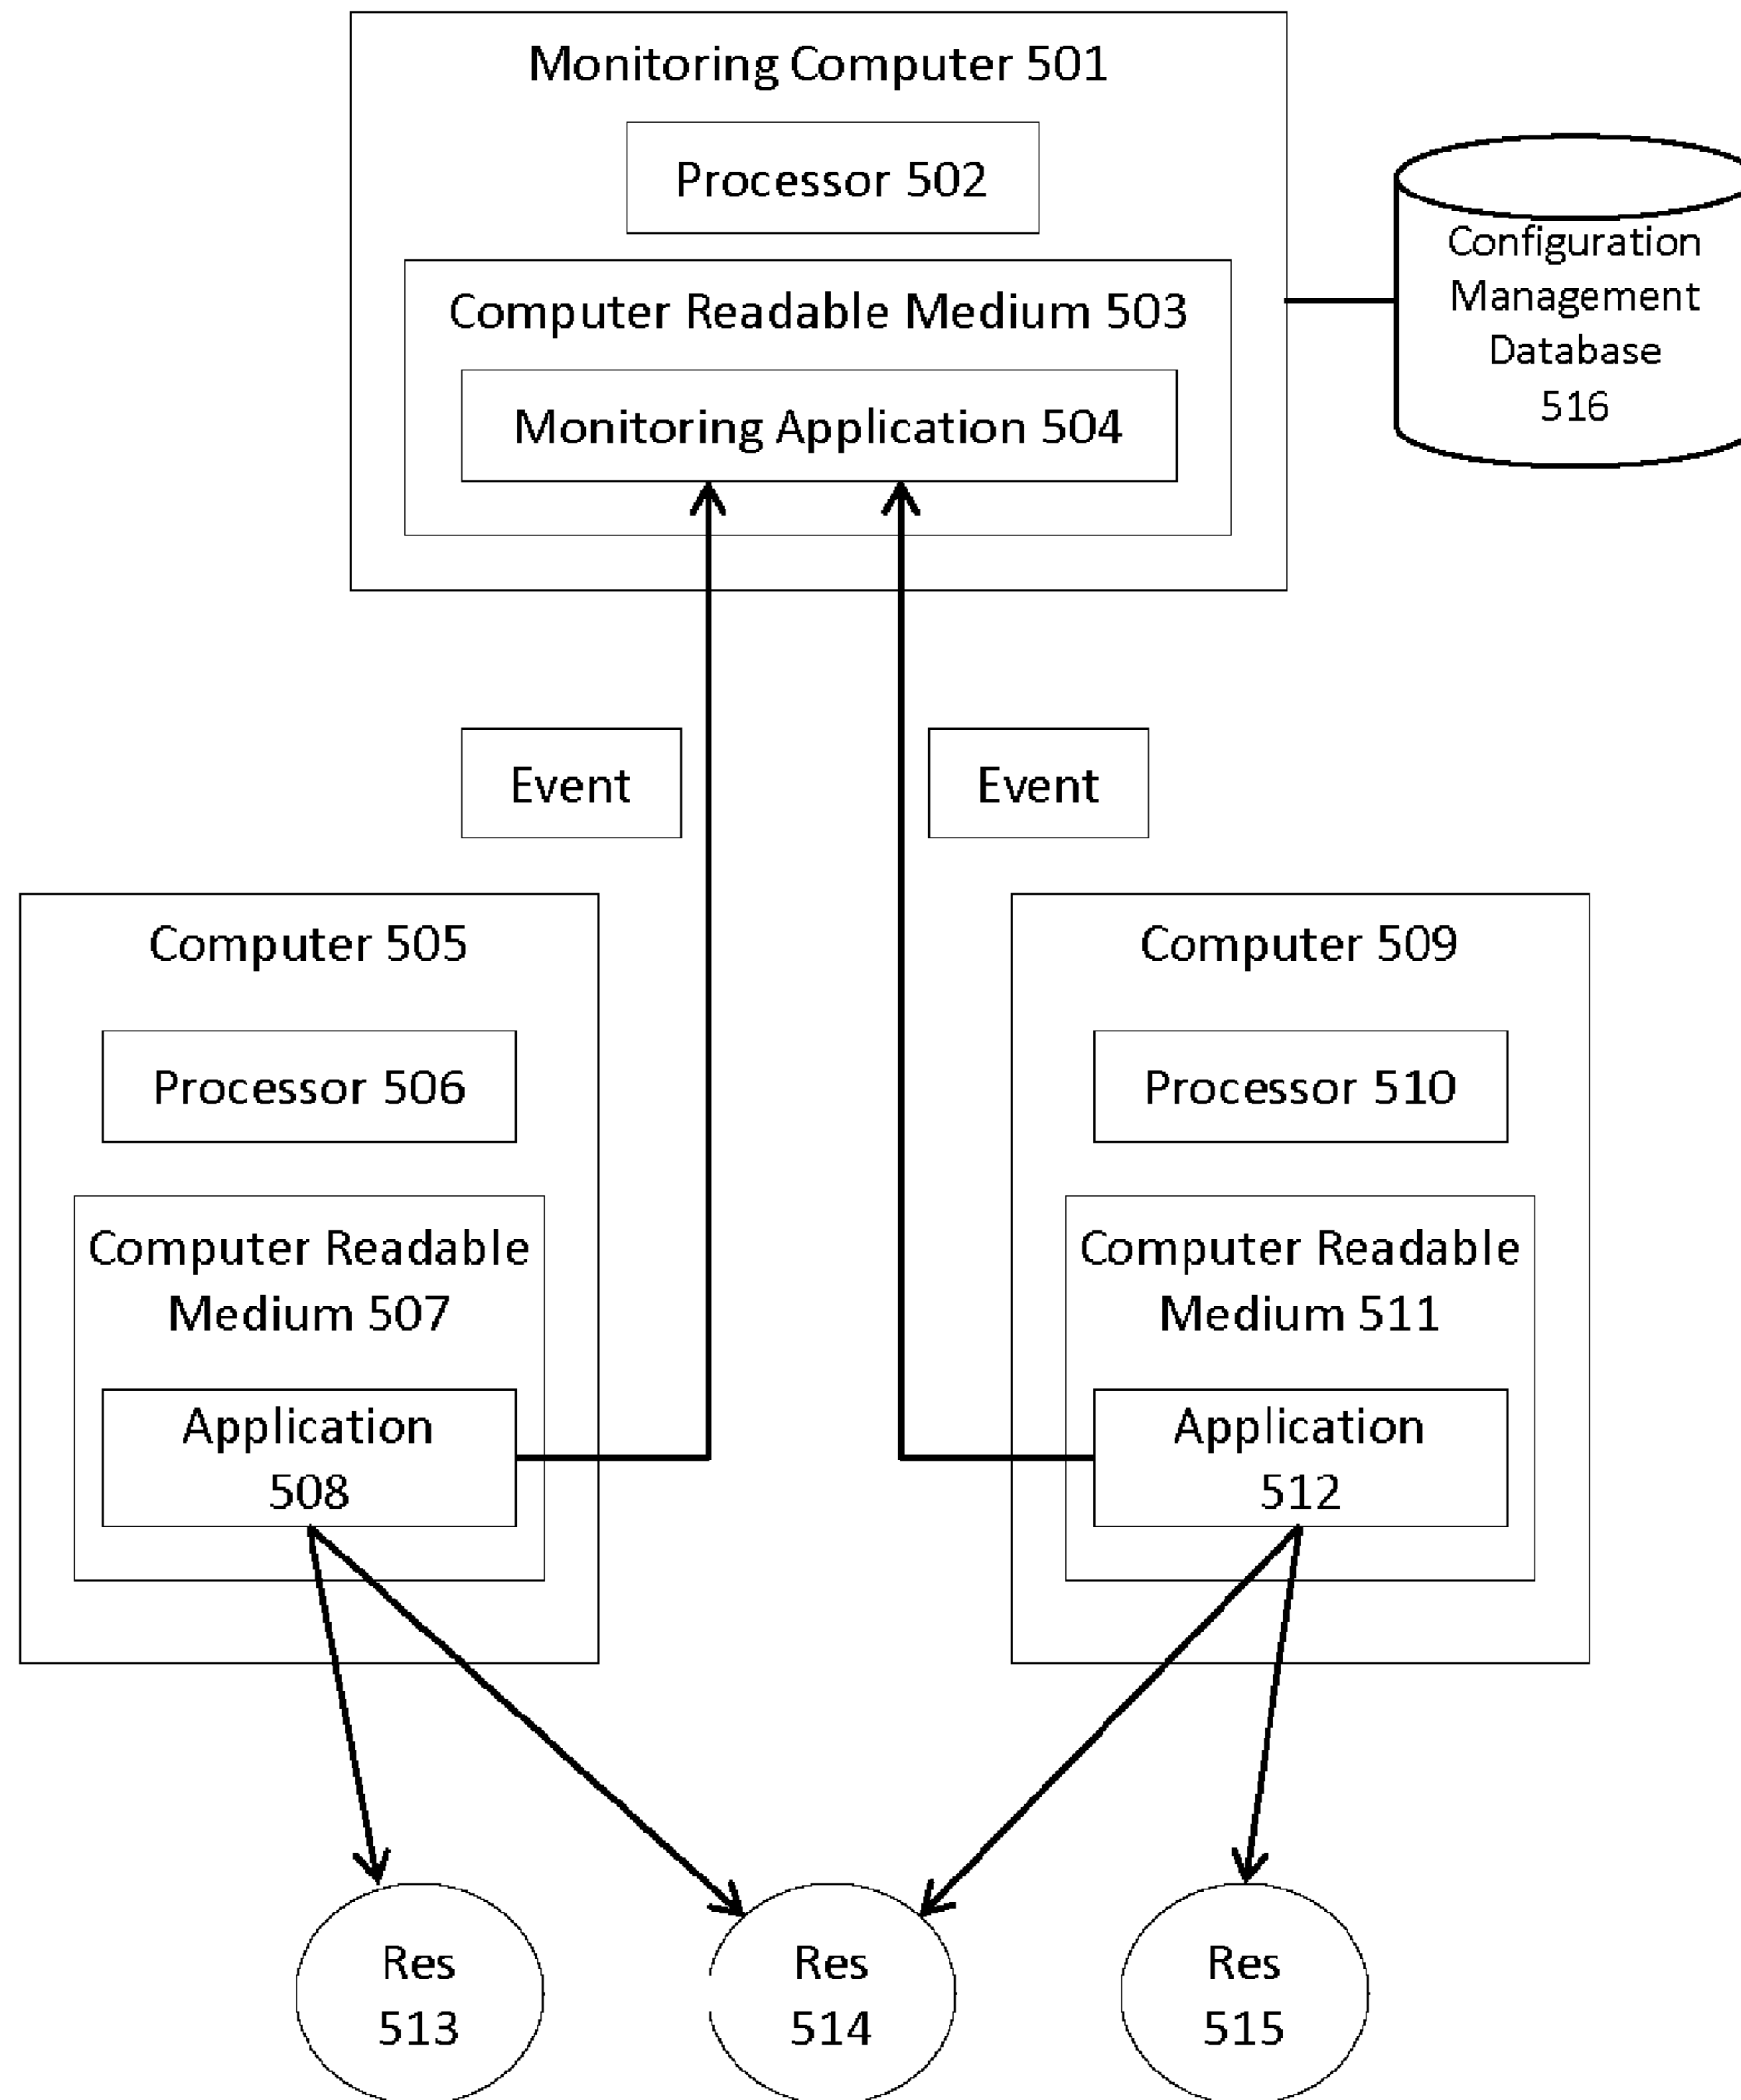 Monitoring Computer 501
Processor 502
Computer Readable Medium 503
Monitoring Application 504
Configuration
Management
Database
516
Event
Event
Computer 505
Processor 506
Computer Readable
Medium 507
Application
508
Computer 509
Processor 510
Computer Readable
Medium 511
Application
512
Res
513
Res
514
Res
515